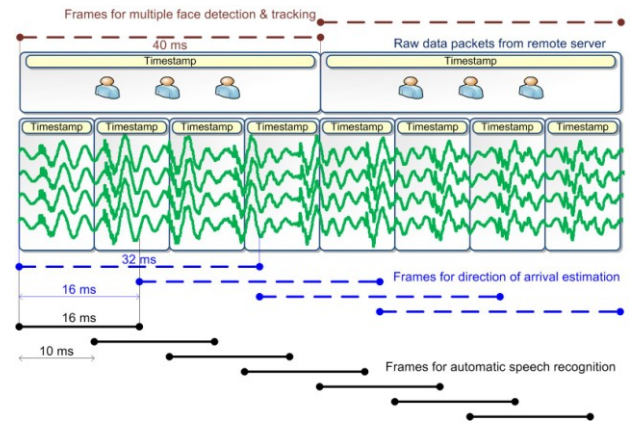 Frames for multiple face detection & tracking
40 ms
Raw data packets from remote server
Timestamp Timestamp
Timestamp Timestamp Timestamp Timestamp Timestamp Timestamp Timestamp Timestamp
32 ms
Frames for direction of arrival estimation
16 ms
16 ms
10 ms
Frames for automatic speech recognition